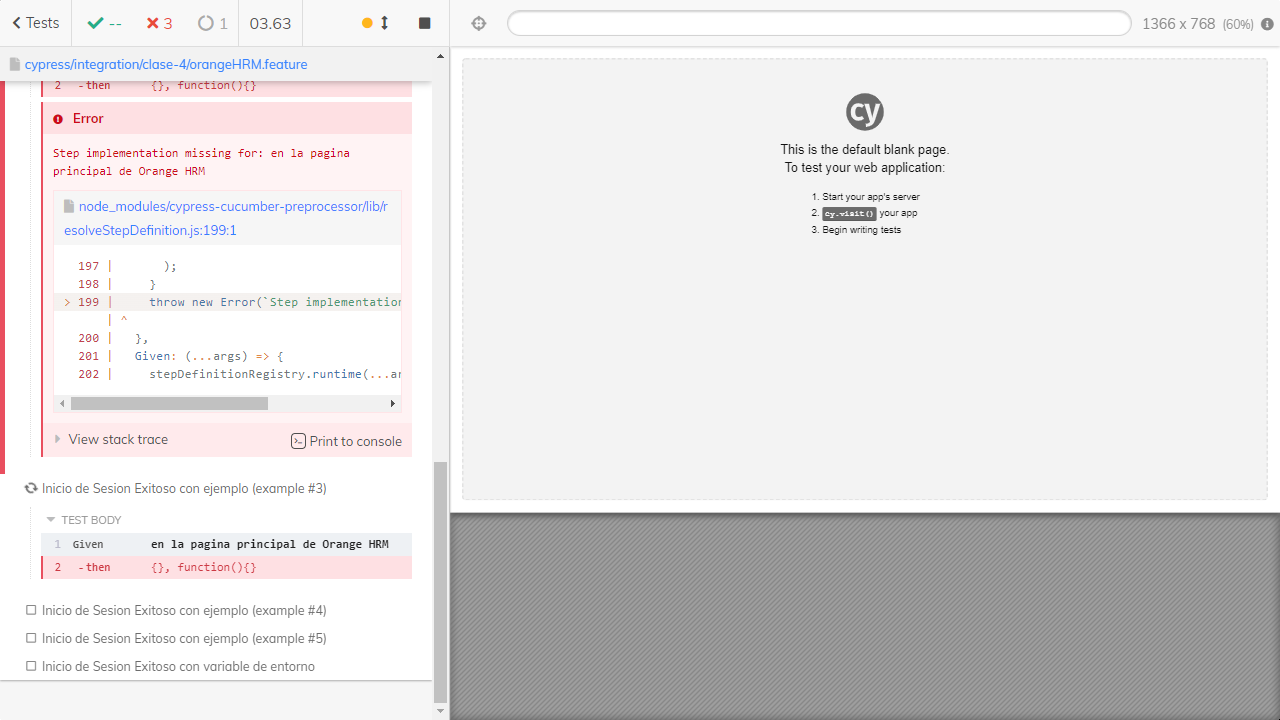 Tests
--
3
1
03.63
1366 x 768 (60%)
cypress/integration/clase-4/orangeHRM.feature
2 -then {}, function(){}
Error
Step implementation missing for: en la pagina
principal de Orange HRM
node_modules/cypress-cucumber-preprocessor/lib/r
esolveStepDefinition.js:199:1
197 | );
198 | }
> 199 | throw new Error(`Step implementation
| ^
200 | },
201 | Given: (...args) => {
202 | stepDefinitionRegistry.runtime(...ar
View stack trace
Print to console
Inicio de Sesion Exitoso con ejemplo (example #3)
TEST BODY
1 Given en la pagina principal de Orange HRM
2 -then {}, function(){}
Inicio de Sesion Exitoso con ejemplo (example #4)
Inicio de Sesion Exitoso con ejemplo (example #5)
Inicio de Sesion Exitoso con variable de entorno
cy
This is the default blank page.
To test your web application:
1. Start your app's server
2. cy.visit() your app
3. Begin writing tests